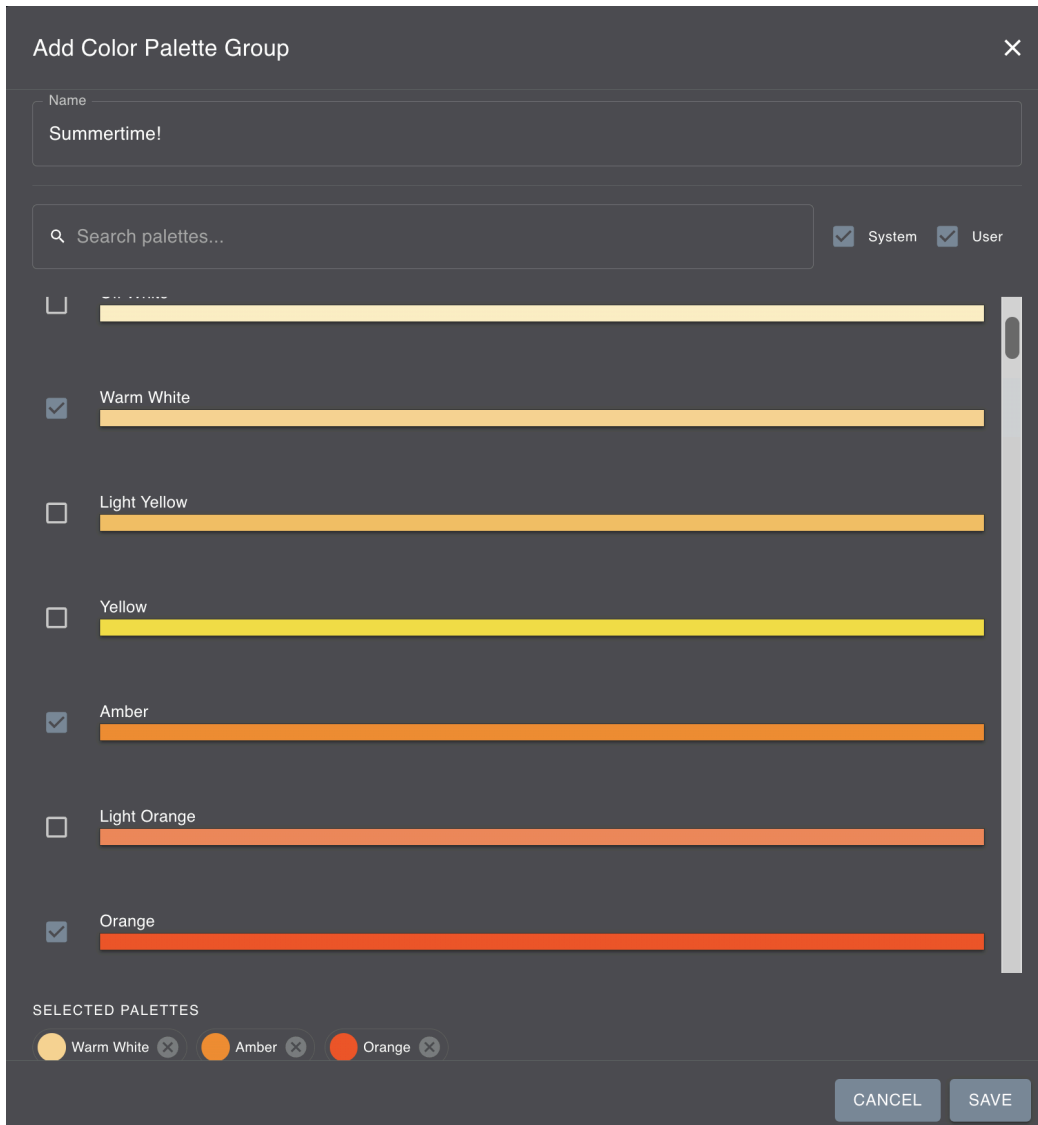 Add Color Palette Group
Name
Summertime!
Search palettes...
System
User
Warm White
Light Yellow
Yellow
Amber
Light Orange
Orange
SELECTED PALETTES
Warm White
Amber
Orange
CANCEL
SAVE